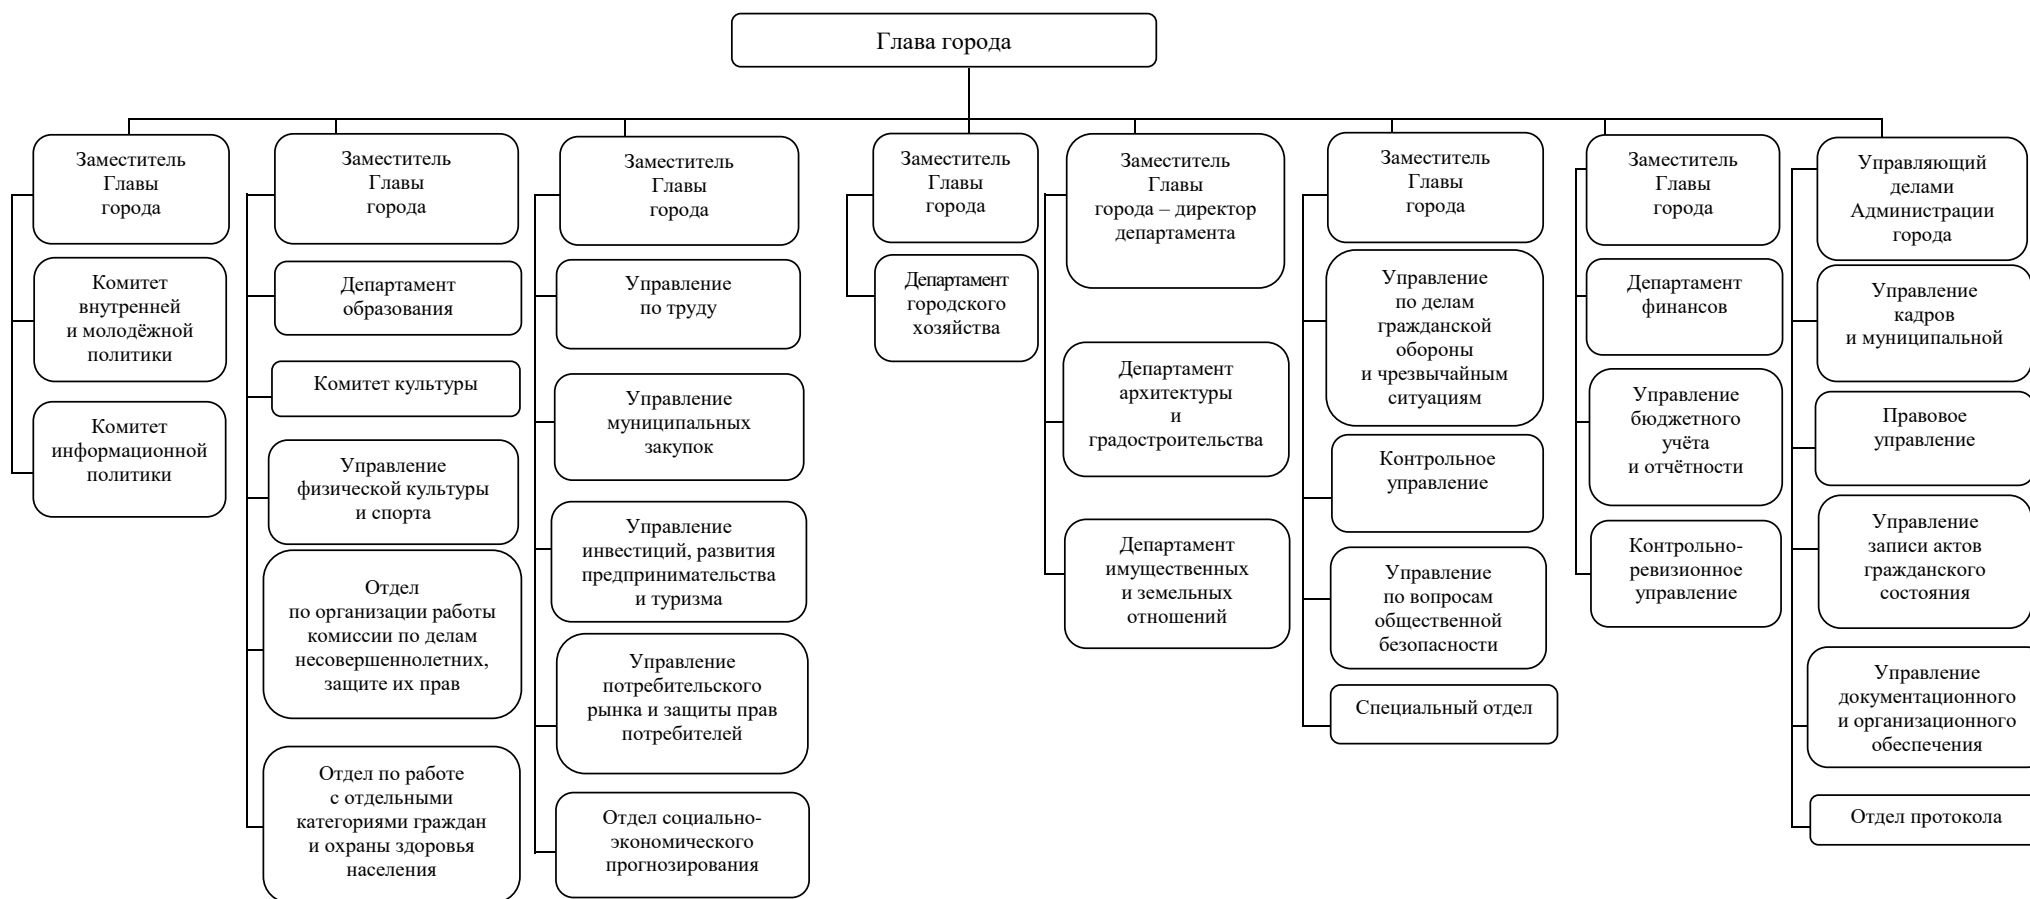 Глава города
Заместитель
Главы
города
Комитет
внутренней
и молодёжной
политики
Комитет
информационной
политики
Заместитель
Главы
города
Департамент
образования
Комитет культуры
Управление
физической культуры
и спорта
Отдел
по организации работы
комиссии по делам
несовершеннолетних,
защите их прав
Отдел по работе
с отдельными
категориями граждан
и охраны здоровья
населения
Заместитель
Главы
города
Управление
по труду
Управление
муниципальных
закупок
Управление
инвестиций, развития
предпринимательства
и туризма
Управление
потребительского
рынка и защиты прав
потребителей
Отдел социально-
экономического
прогнозирования
Заместитель
Главы
города
Департамент
городского
хозяйства
Заместитель
Главы
города – директор
департамента
Департамент
архитектуры
и
градостроительства
Департамент
имущественных
и земельных
отношений
Заместитель
Главы
города
Управление
по делам
гражданской
обороны
и чрезвычайным
ситуациям
Контрольное
управление
Управление
по вопросам
общественной
безопасности
Специальный отдел
Заместитель
Главы
города
Департамент
финансов
Управление
бюджетного
учёта
и отчётности
Контрольно-
ревизионное
управление
Управляющий
делами
Администрации
города
Управление
кадров
и муниципальной
Правовое
управление
Управление
записи актов
гражданского
состояния
Управление
документационного
и организационного
обеспечения
Отдел протокола